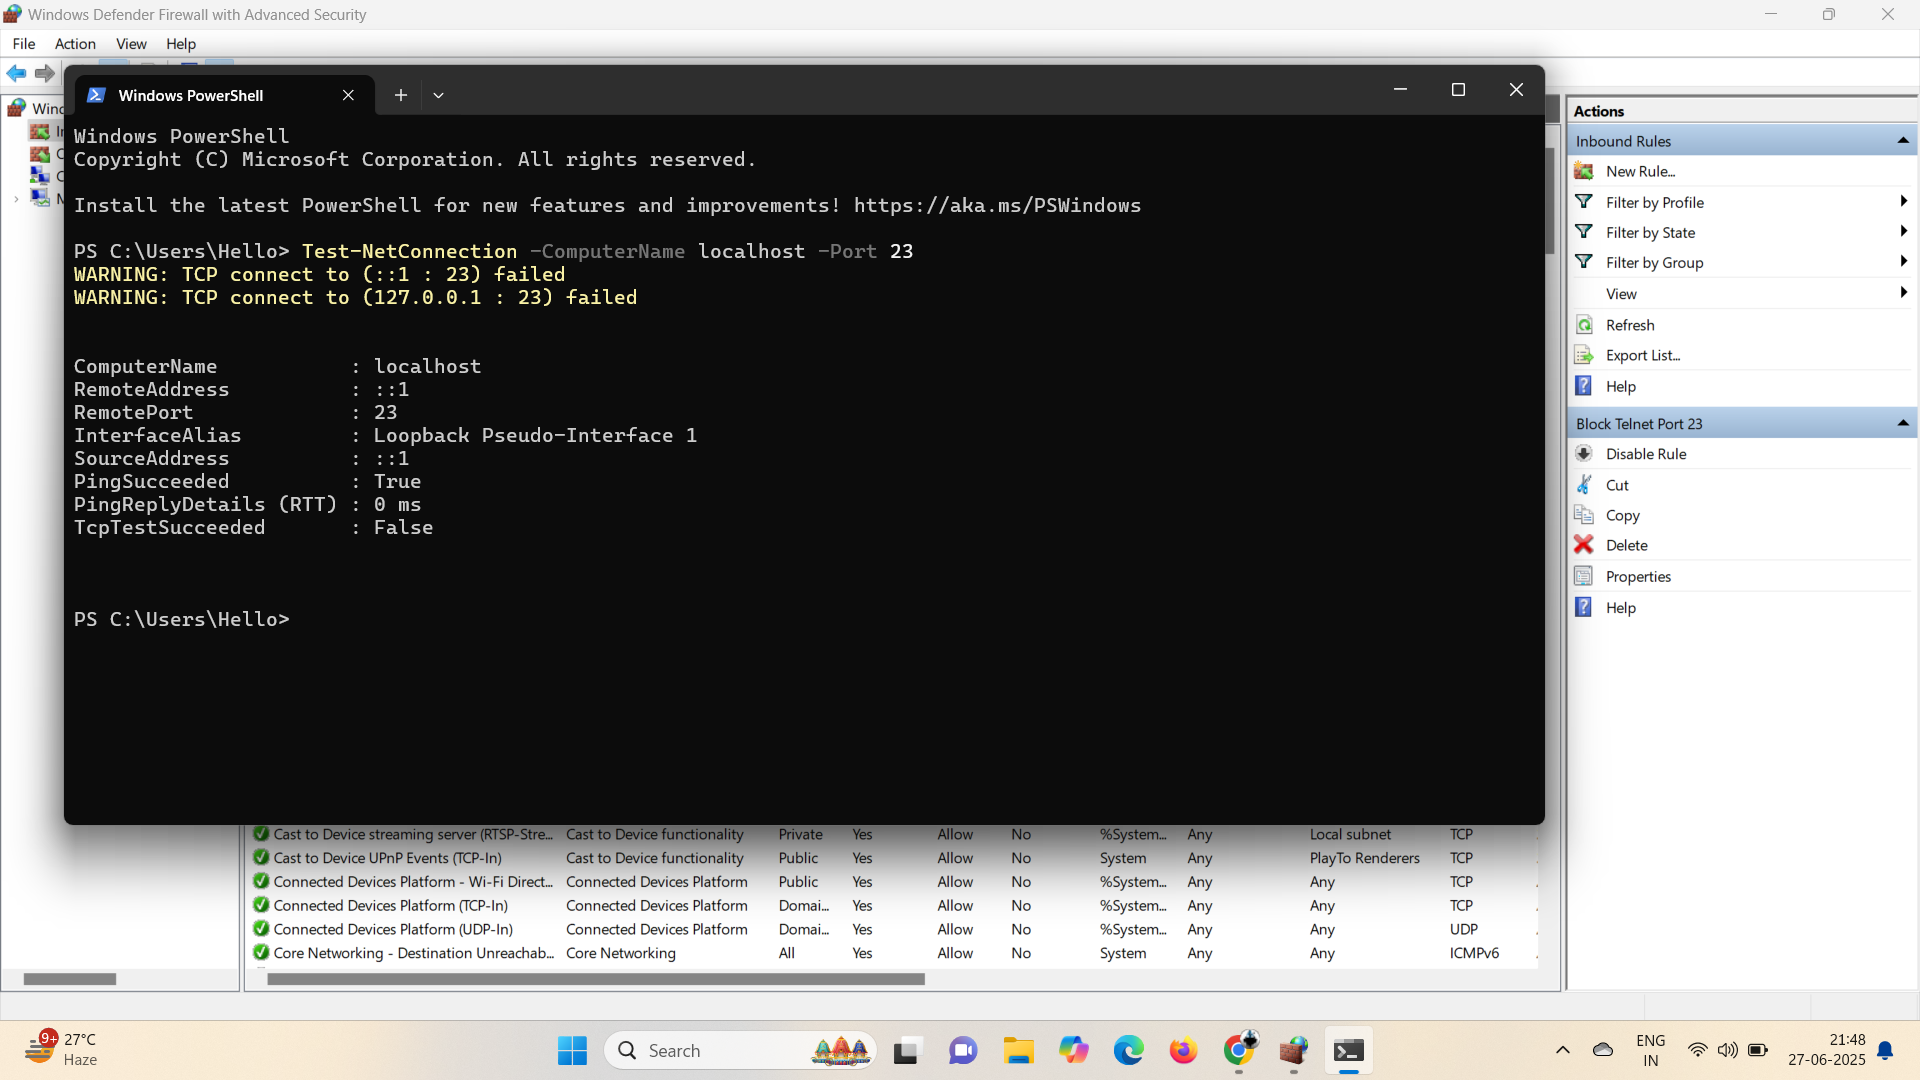 Windows Defender Firewall with Advanced Security
File Action View Help
Windows PowerShell
Windows PowerShell
Copyright (C) Microsoft Corporation. All rights reserved.
Install the latest PowerShell for new features and improvements! https://aka.ms/PSWindows
PS C:\Users\Hello> Test-NetConnection -ComputerName localhost -Port 23
WARNING: TCP connect to (::1 : 23) failed
WARNING: TCP connect to (127.0.0.1 : 23) failed
ComputerName : localhost
RemoteAddress : ::1
RemotePort : 23
InterfaceAlias : Loopback Pseudo-Interface 1
SourceAddress : ::1
PingSucceeded : True
PingReplyDetails (RTT) : 0 ms
TcpTestSucceeded : False
PS C:\Users\Hello>
Cast to Device streaming server (RTSP-Stre... Cast to Device functionality Private Yes Allow No %System... Any Local subnet TCP
Cast to Device UPnP Events (TCP-In) Cast to Device functionality Public Yes Allow No System Any PlayTo Renderers TCP
Connected Devices Platform - Wi-Fi Direct... Connected Devices Platform Public Yes Allow No %System... Any Any TCP
Connected Devices Platform (TCP-In) Connected Devices Platform Domai... Yes Allow No %System... Any Any TCP
Connected Devices Platform (UDP-In) Connected Devices Platform Domai... Yes Allow No %System... Any Any UDP
Core Networking - Destination Unreachab... Core Networking All Yes Allow No System Any Any ICMPv6
Actions
Inbound Rules
New Rule...
Filter by Profile
Filter by State
Filter by Group
View
Refresh
Export List...
Help
Block Telnet Port 23
Disable Rule
Cut
Copy
Delete
Properties
Help
9+
27°C
Haze
Search
ENG
IN
21:48
27-06-2025